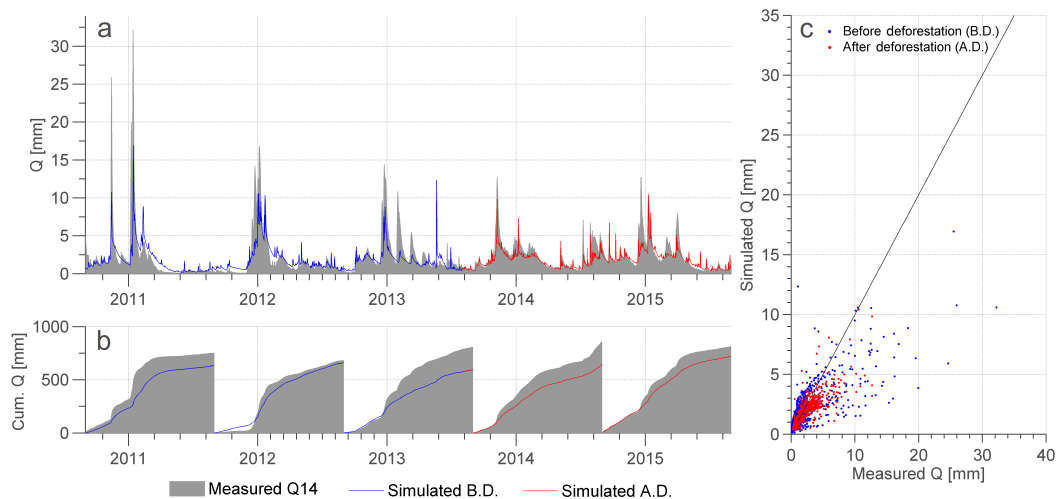 a
Q [mm]
30
25
20
15
10
5
0
2011 2012 2013 2014 2015
b
Cum. Q [mm]
1000
500
0
2011 2012 2013 2014 2015
Measured Q14 Simulated B.D. Simulated A.D.
c
Before deforestation (B.D.)
After deforestation (A.D.)
Simulated Q [mm]
35
30
25
20
15
10
5
0
0 10 20 30 40
Measured Q [mm]